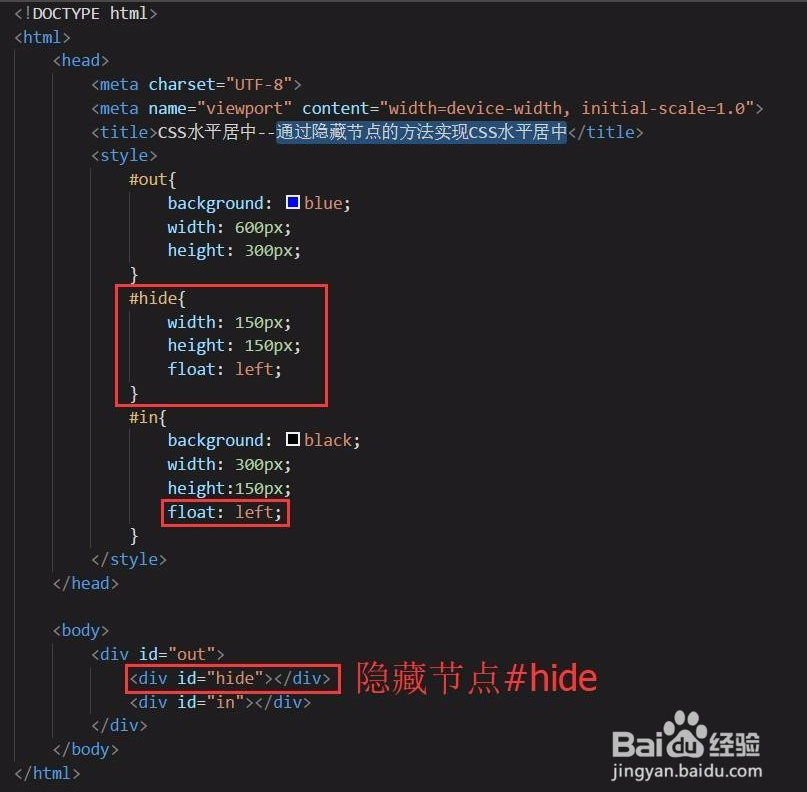 <!DOCTYPE html>
<html>
<head>
<meta charset="UTF-8">
<meta name="viewport" content="width=device-width, initial-scale=1.0">
<title>CSS水平居中--通过隐藏节点的方法实现CSS水平居中</title>
<style>
#out{
background: blue;
width: 600px;
height: 300px;
}
#hide{
width: 150px;
height: 150px;
float: left;
}
#in{
background: black;
width: 300px;
height:150px;
float: left;
}
</style>
</head>
<body>
<div id="out">
<div id="hide"></div> 隐藏节点#hide
<div id="in"></div>
</div>
</body>
</html>
Baidu经验
jingyan.baidu.com